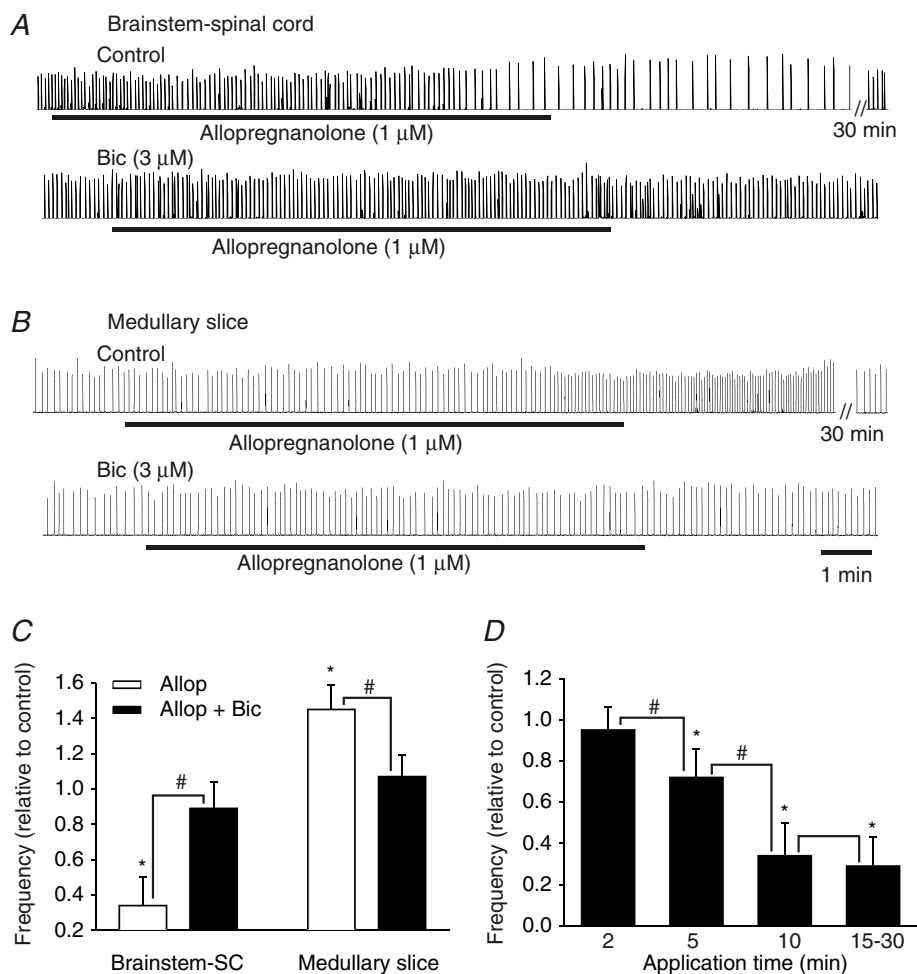 A
Brainstem-spinal cord
Control
Allopregnanolone (1 μM)
//
30 min
Bic (3 μM)
Allopregnanolone (1 μM)
B
Medullary slice
Control
Allopregnanolone (1 μM)
//
30 min
Bic (3 μM)
Allopregnanolone (1 μM)
1 min
C
Frequency (relative to control)
1.6
1.4
1.2
1.0
0.8
0.6
0.4
0.2
Allop
Allop + Bic
*
#
*
#
Brainstem-SC
Medullary slice
D
Frequency (relative to control)
1.2
1.0
0.8
0.6
0.4
0.2
0.0
#
*
#
*
*
2
5
10
15-30
Application time (min)